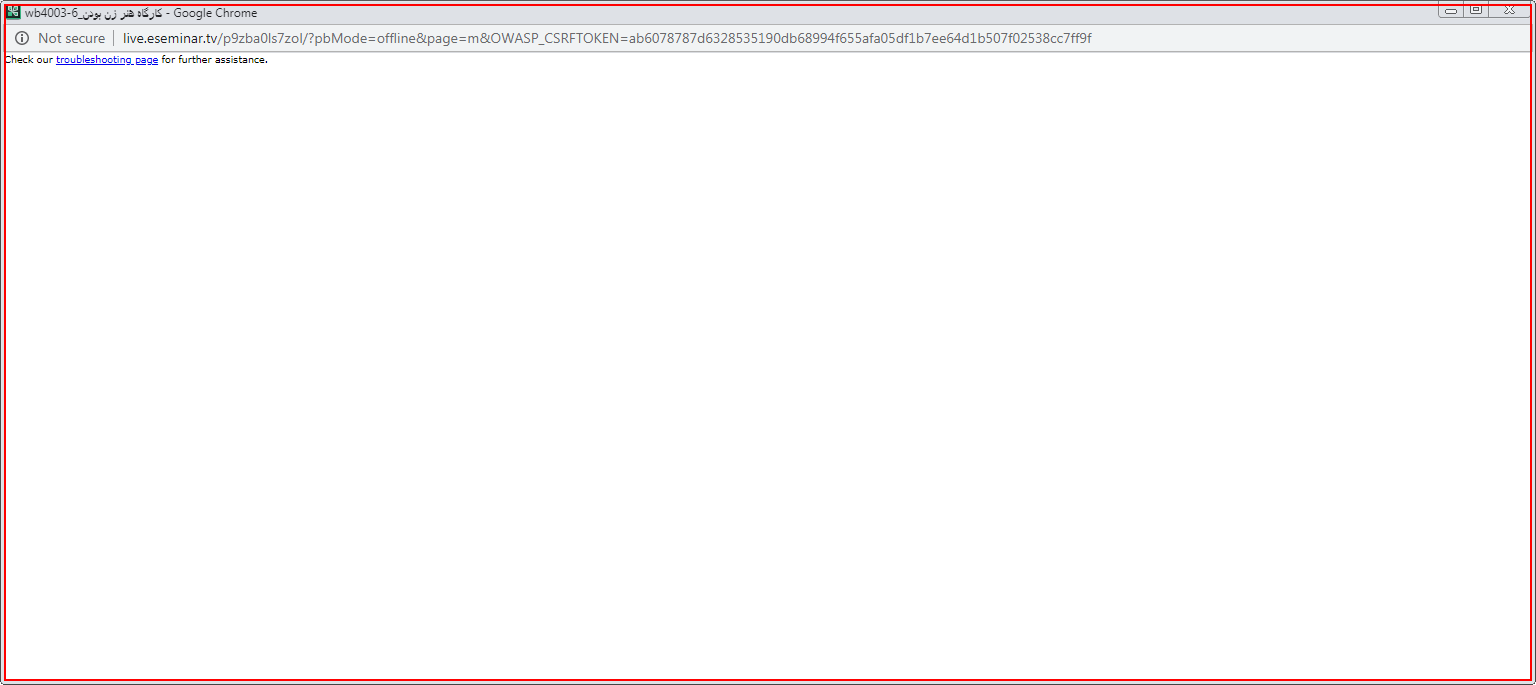 wb4003-6_کارگاه هنر زن بودن - Google Chrome
Not secure | live.eseminar.tv/p9zba0ls7zol/?pbMode=offline&page=m&OWASP_CSRFTOKEN=ab6078787d6328535190db68994f655afa05df1b7ee64d1b507f02538cc7ff9f
Check our troubleshooting page for further assistance.